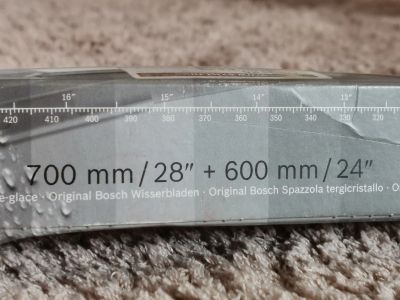 16" 15" 14" 13"
420 410 400 390 380 370 360 350 340 330 320
700 mm/28" + 600 mm/24"
e-glace · Original Bosch Wisserbladen · Original Bosch Spazzola tergicristallo · O